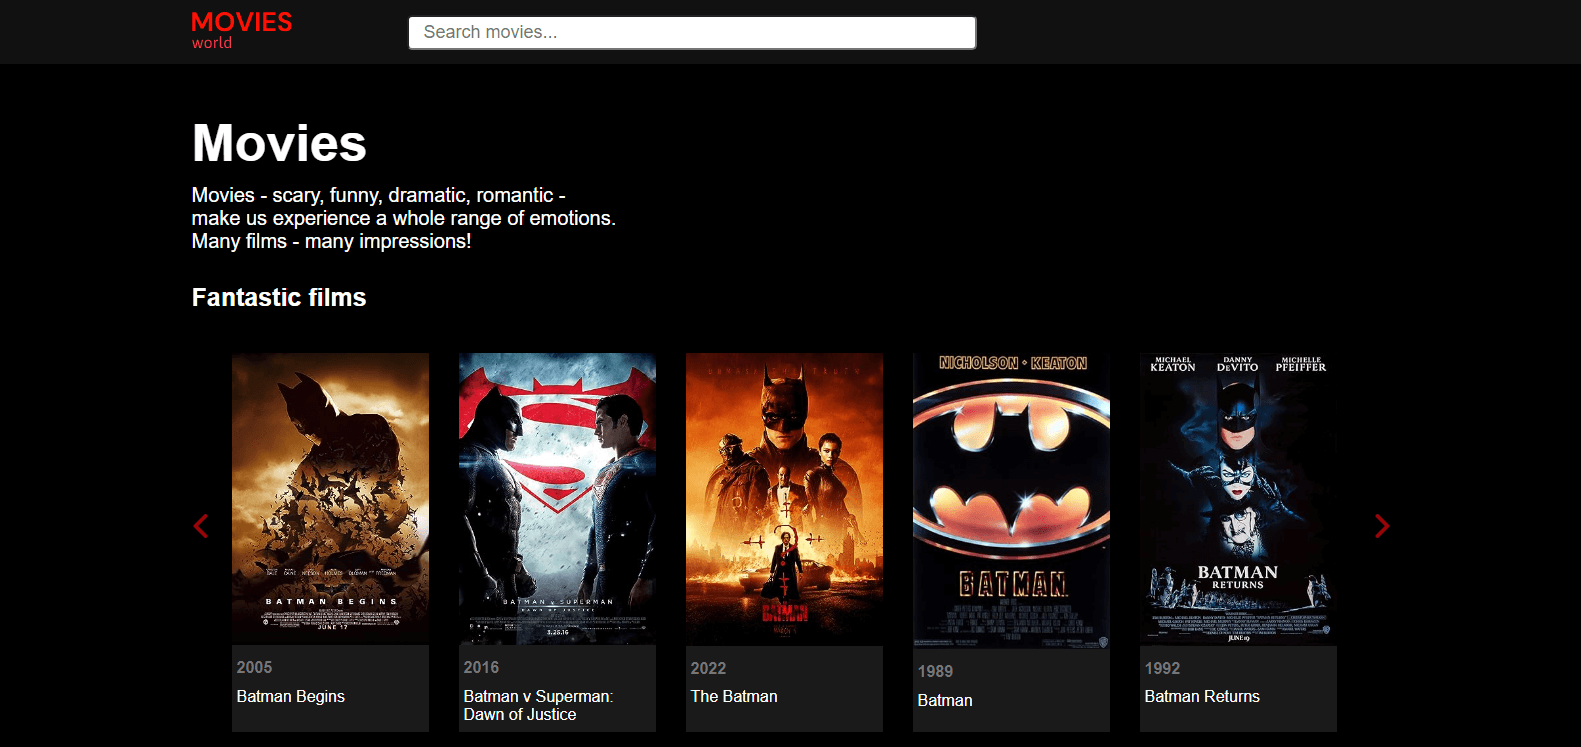 MOVIES
world
Search movies...
Movies
Movies - scary, funny, dramatic, romantic -
make us experience a whole range of emotions.
Many films - many impressions!
Fantastic films
BATMAN BEGINS
JUNE 17
2005
Batman Begins
BATMAN v SUPERMAN
DAWN OF JUSTICE
3.25.16
2016
Batman v Superman:
Dawn of Justice
UNMASK THE TRUTH
THE
BATMAN
2022
The Batman
NICHOLSON • KEATON
BATMAN
1989
Batman
MICHAEL
KEATON
DANNY
DEVITO
MICHELLE
PFEIFFER
BATMAN
RETURNS
JUNE 19
1992
Batman Returns